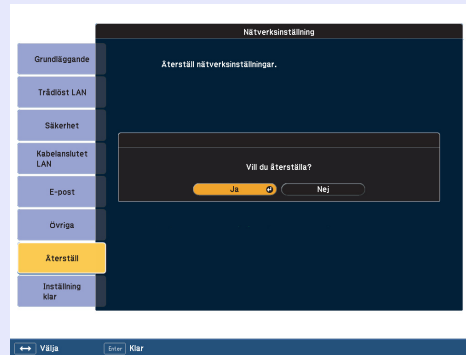 Nätverksinställning
Grundläggande
Återställ nätverksinställningar.
Trådlöst LAN
Säkerhet
Kabelanslutet
LAN
Vill du återställa?
Ja
Nej
E-post
Övriga
Återställ
Inställning
klar
Välja
Enter Klar